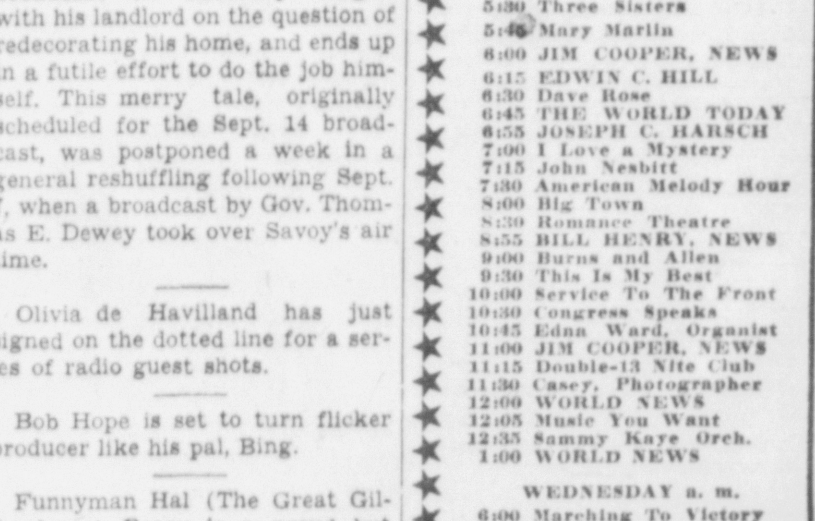 with his landlord on the question of
redecorating his home, and ends up
in a futile effort to do the job him-
self. This merry tale, originally
scheduled for the Sept. 14 broad-
cast, was postponed a week in a
general reshuffling following Sept.
7, when a broadcast by Gov. Thom-
as E. Dewey took over Savoy's air
time.
Olivia de Havilland has just
signed on the dotted line for a ser-
ies of radio guest shots.
Bob Hope is set to turn flicker
producer like his pal, Bing.
Funnyman Hal (The Great Gil-
5:30 Three Sisters
5:45 Mary Marlin
6:00 JIM COOPER, NEWS
6:15 EDWIN C. HILL
6:30 Dave Rose
6:45 THE WORLD TODAY
6:55 JOSEPH C. HARSCH
7:00 I Love a Mystery
7:15 John Nesbitt
7:30 American Melody Hour
8:00 Big Town
8:30 Romance Theatre
8:55 BILL HENRY, NEWS
9:00 Burns and Allen
9:30 This Is My Best
10:00 Service To The Front
10:30 Congress Speaks
10:45 Edna Ward, Organist
11:00 JIM COOPER, NEWS
11:15 Double-13 Nite Club
11:30 Casey, Photographer
12:00 WORLD NEWS
12:05 Music You Want
12:35 Sammy Kaye Orch.
1:00 WORLD NEWS
WEDNESDAY a. m.
6:00 Marching To Victory